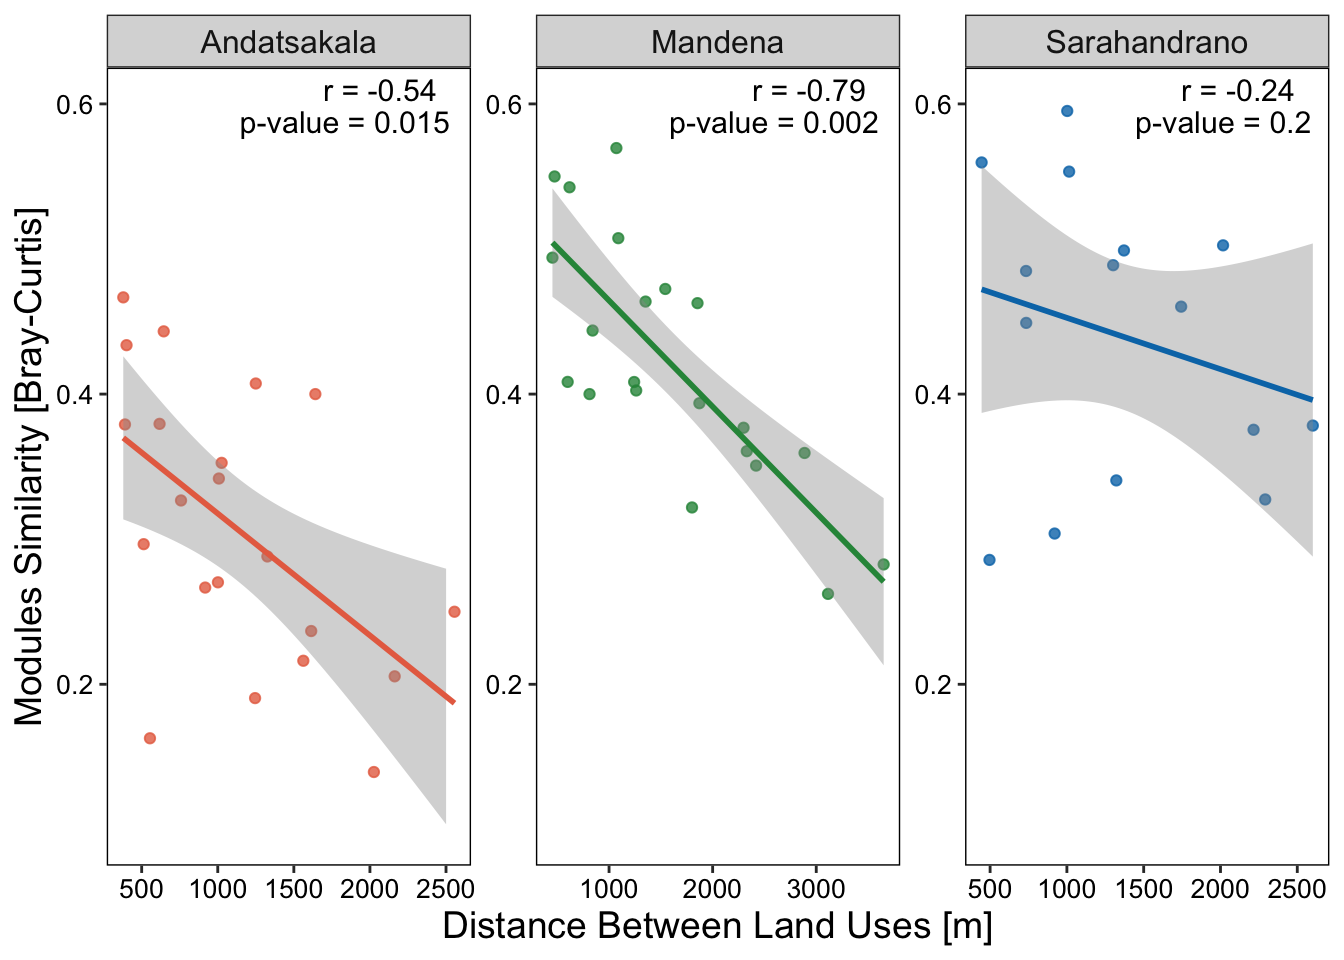 Andatsakala
Mandena
Sarahandrano
r = -0.54
p-value = 0.015
r = -0.79
p-value = 0.002
r = -0.24
p-value = 0.2
Modules Similarity [Bray-Curtis]
0.6
0.4
0.2
0.6
0.4
0.2
0.6
0.4
0.2
500 1000 1500 2000 2500
1000 2000 3000
500 1000 1500 2000 2500
Distance Between Land Uses [m]